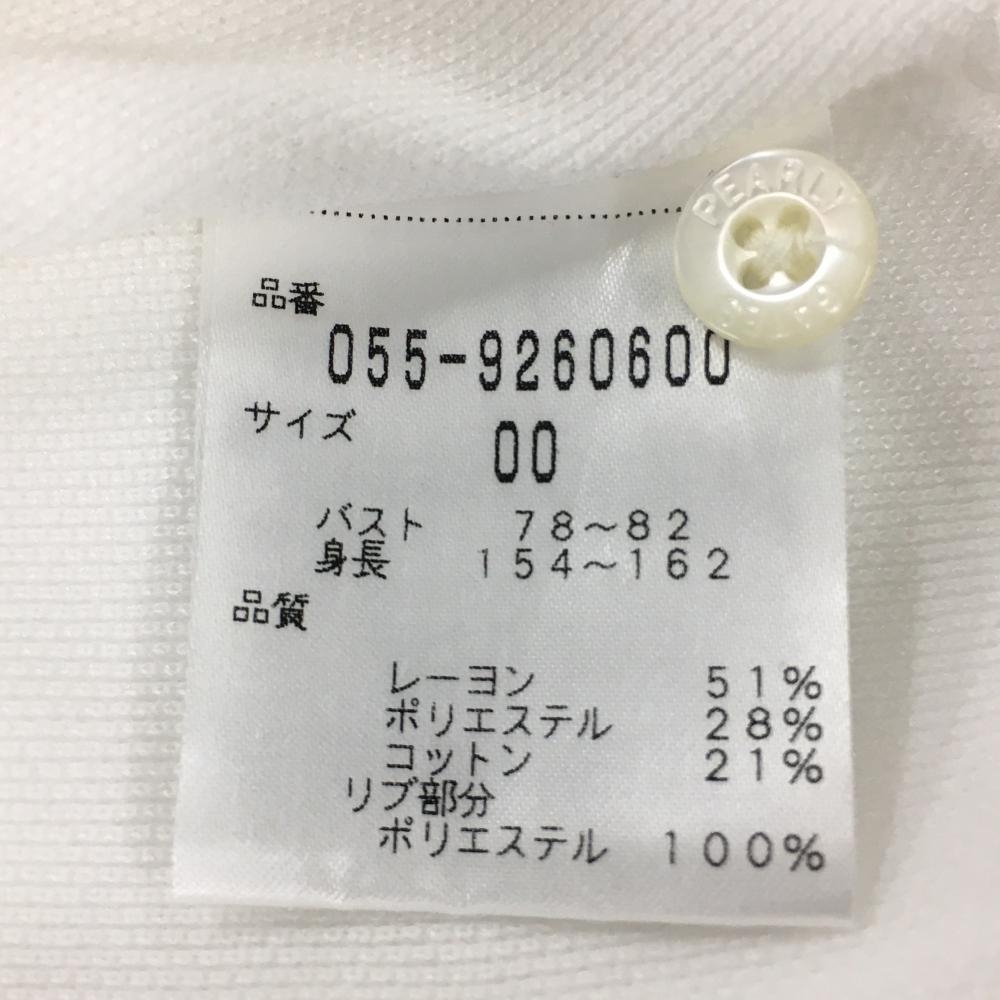 PEARLY
品番
055-9260600
サイズ
00
バスト 78～82
身長 154～162
品質
レーヨン 51%
ポリエステル 28%
コットン 21%
リブ部分
ポリエステル 100%